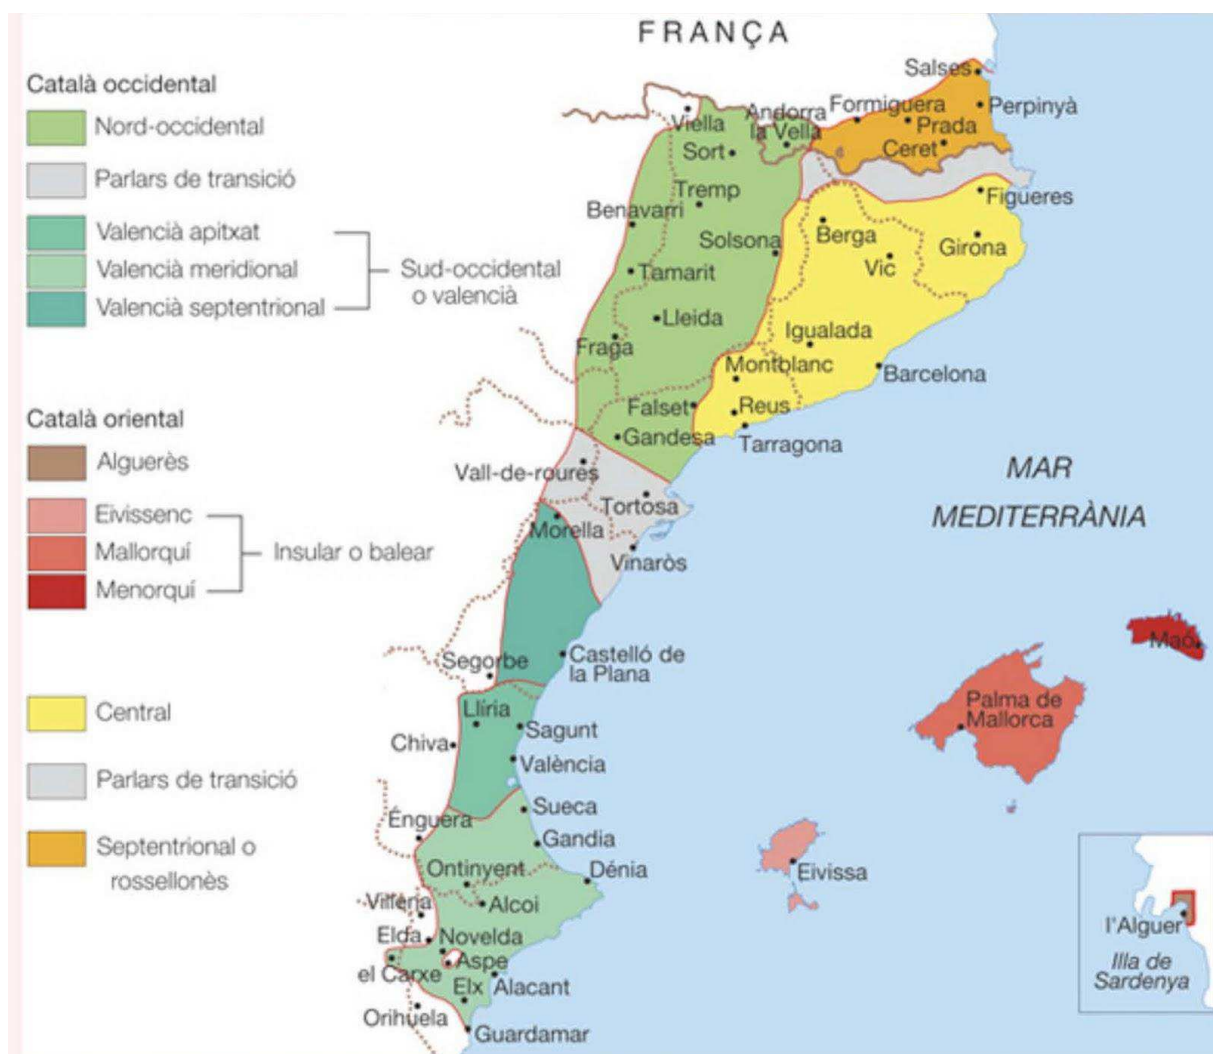 FRANÇA
Català occidental
Nord-occidental
Parlars de transició
Valencià apitxat
Valencià meridional
Valencià septentrional
Sud-occidental
o valencià
Català oriental
Alguerès
Eivissenc
Mallorquí
Menorquí
Insular o balear
Central
Parlars de transició
Septentrional o
rossellonès
Salses
Viella
Andorra
la Vella
Formiguera
Perpinyà
Prada
Ceret
Sort
Tremp
Benavarri
Figueres
Solsona
Berga
Girona
Vic
Tamarit
Lleida
Fraga
Igualada
Montblanc
Barcelona
Falset
Reus
Gandesa
Tarragona
Vall-de-roures
Tortosa
Morella
Vinaròs
MAR
MEDITERRÀNIA
Maó
Segorbe
Castelló de
la Plana
Palma de
Mallorca
Llíria
Sagunt
Chiva
València
Sueca
Énguera
Gandia
Ontinyent
Dénia
Eivissa
Villena
Alcoi
Elda
Novelda
el Carxe
Aspe
Elx
Alacant
Orihuela
Guardamar
l'Alguer
Illa de
Sardenya